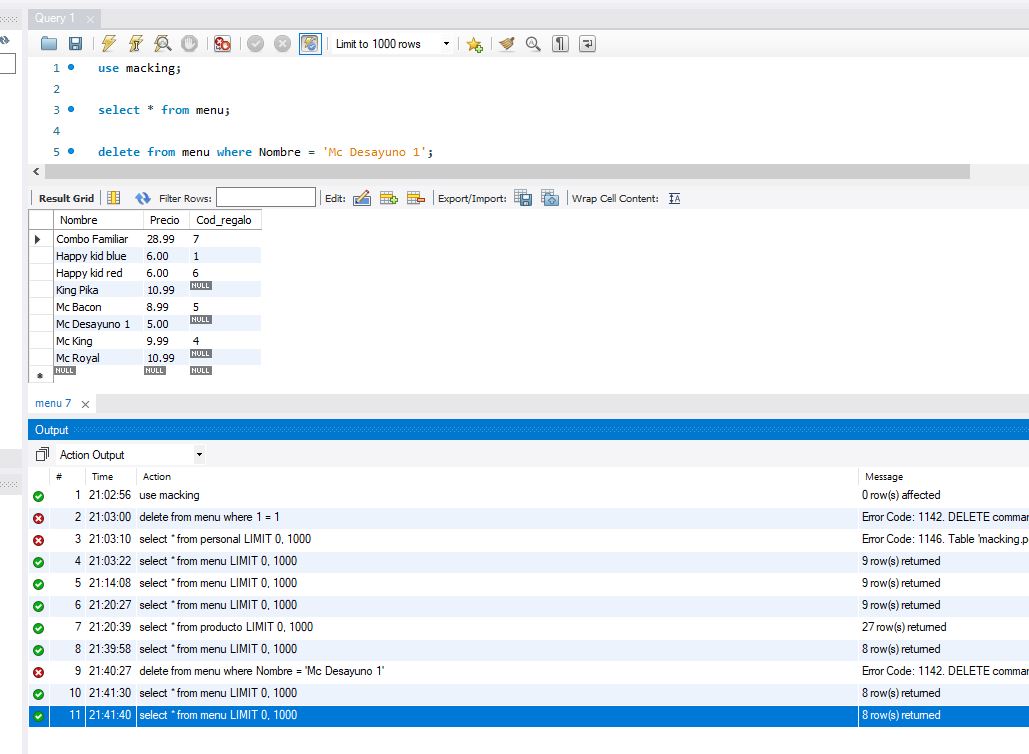 Query 1
Limit to 1000 rows
1 use macking;
2
3 select * from menu;
4
5 delete from menu where Nombre = 'Mc Desayuno 1';
Result Grid Filter Rows: Edit: Export/Import: Wrap Cell Content:
Nombre Precio Cod_regalo
Combo Familiar 28.99 7
Happy kid blue 6.00 1
Happy kid red 6.00 6
King Pika 10.99 NULL
Mc Bacon 8.99 5
Mc Desayuno 1 5.00 NULL
Mc King 9.99 4
Mc Royal 10.99 NULL
NULL NULL NULL
menu 7
Output
Action Output
# Time Action Message
1 21:02:56 use macking 0 row(s) affected
2 21:03:00 delete from menu where 1 = 1 Error Code: 1142. DELETE comman
3 21:03:10 select * from personal LIMIT 0, 1000 Error Code: 1146. Table 'macking.p
4 21:03:22 select * from menu LIMIT 0, 1000 9 row(s) returned
5 21:14:08 select * from menu LIMIT 0, 1000 9 row(s) returned
6 21:20:27 select * from menu LIMIT 0, 1000 9 row(s) returned
7 21:20:39 select * from producto LIMIT 0, 1000 27 row(s) returned
8 21:39:58 select * from menu LIMIT 0, 1000 8 row(s) returned
9 21:40:27 delete from menu where Nombre = 'Mc Desayuno 1' Error Code: 1142. DELETE comman
10 21:41:30 select * from menu LIMIT 0, 1000 8 row(s) returned
11 21:41:40 select * from menu LIMIT 0, 1000 8 row(s) returned